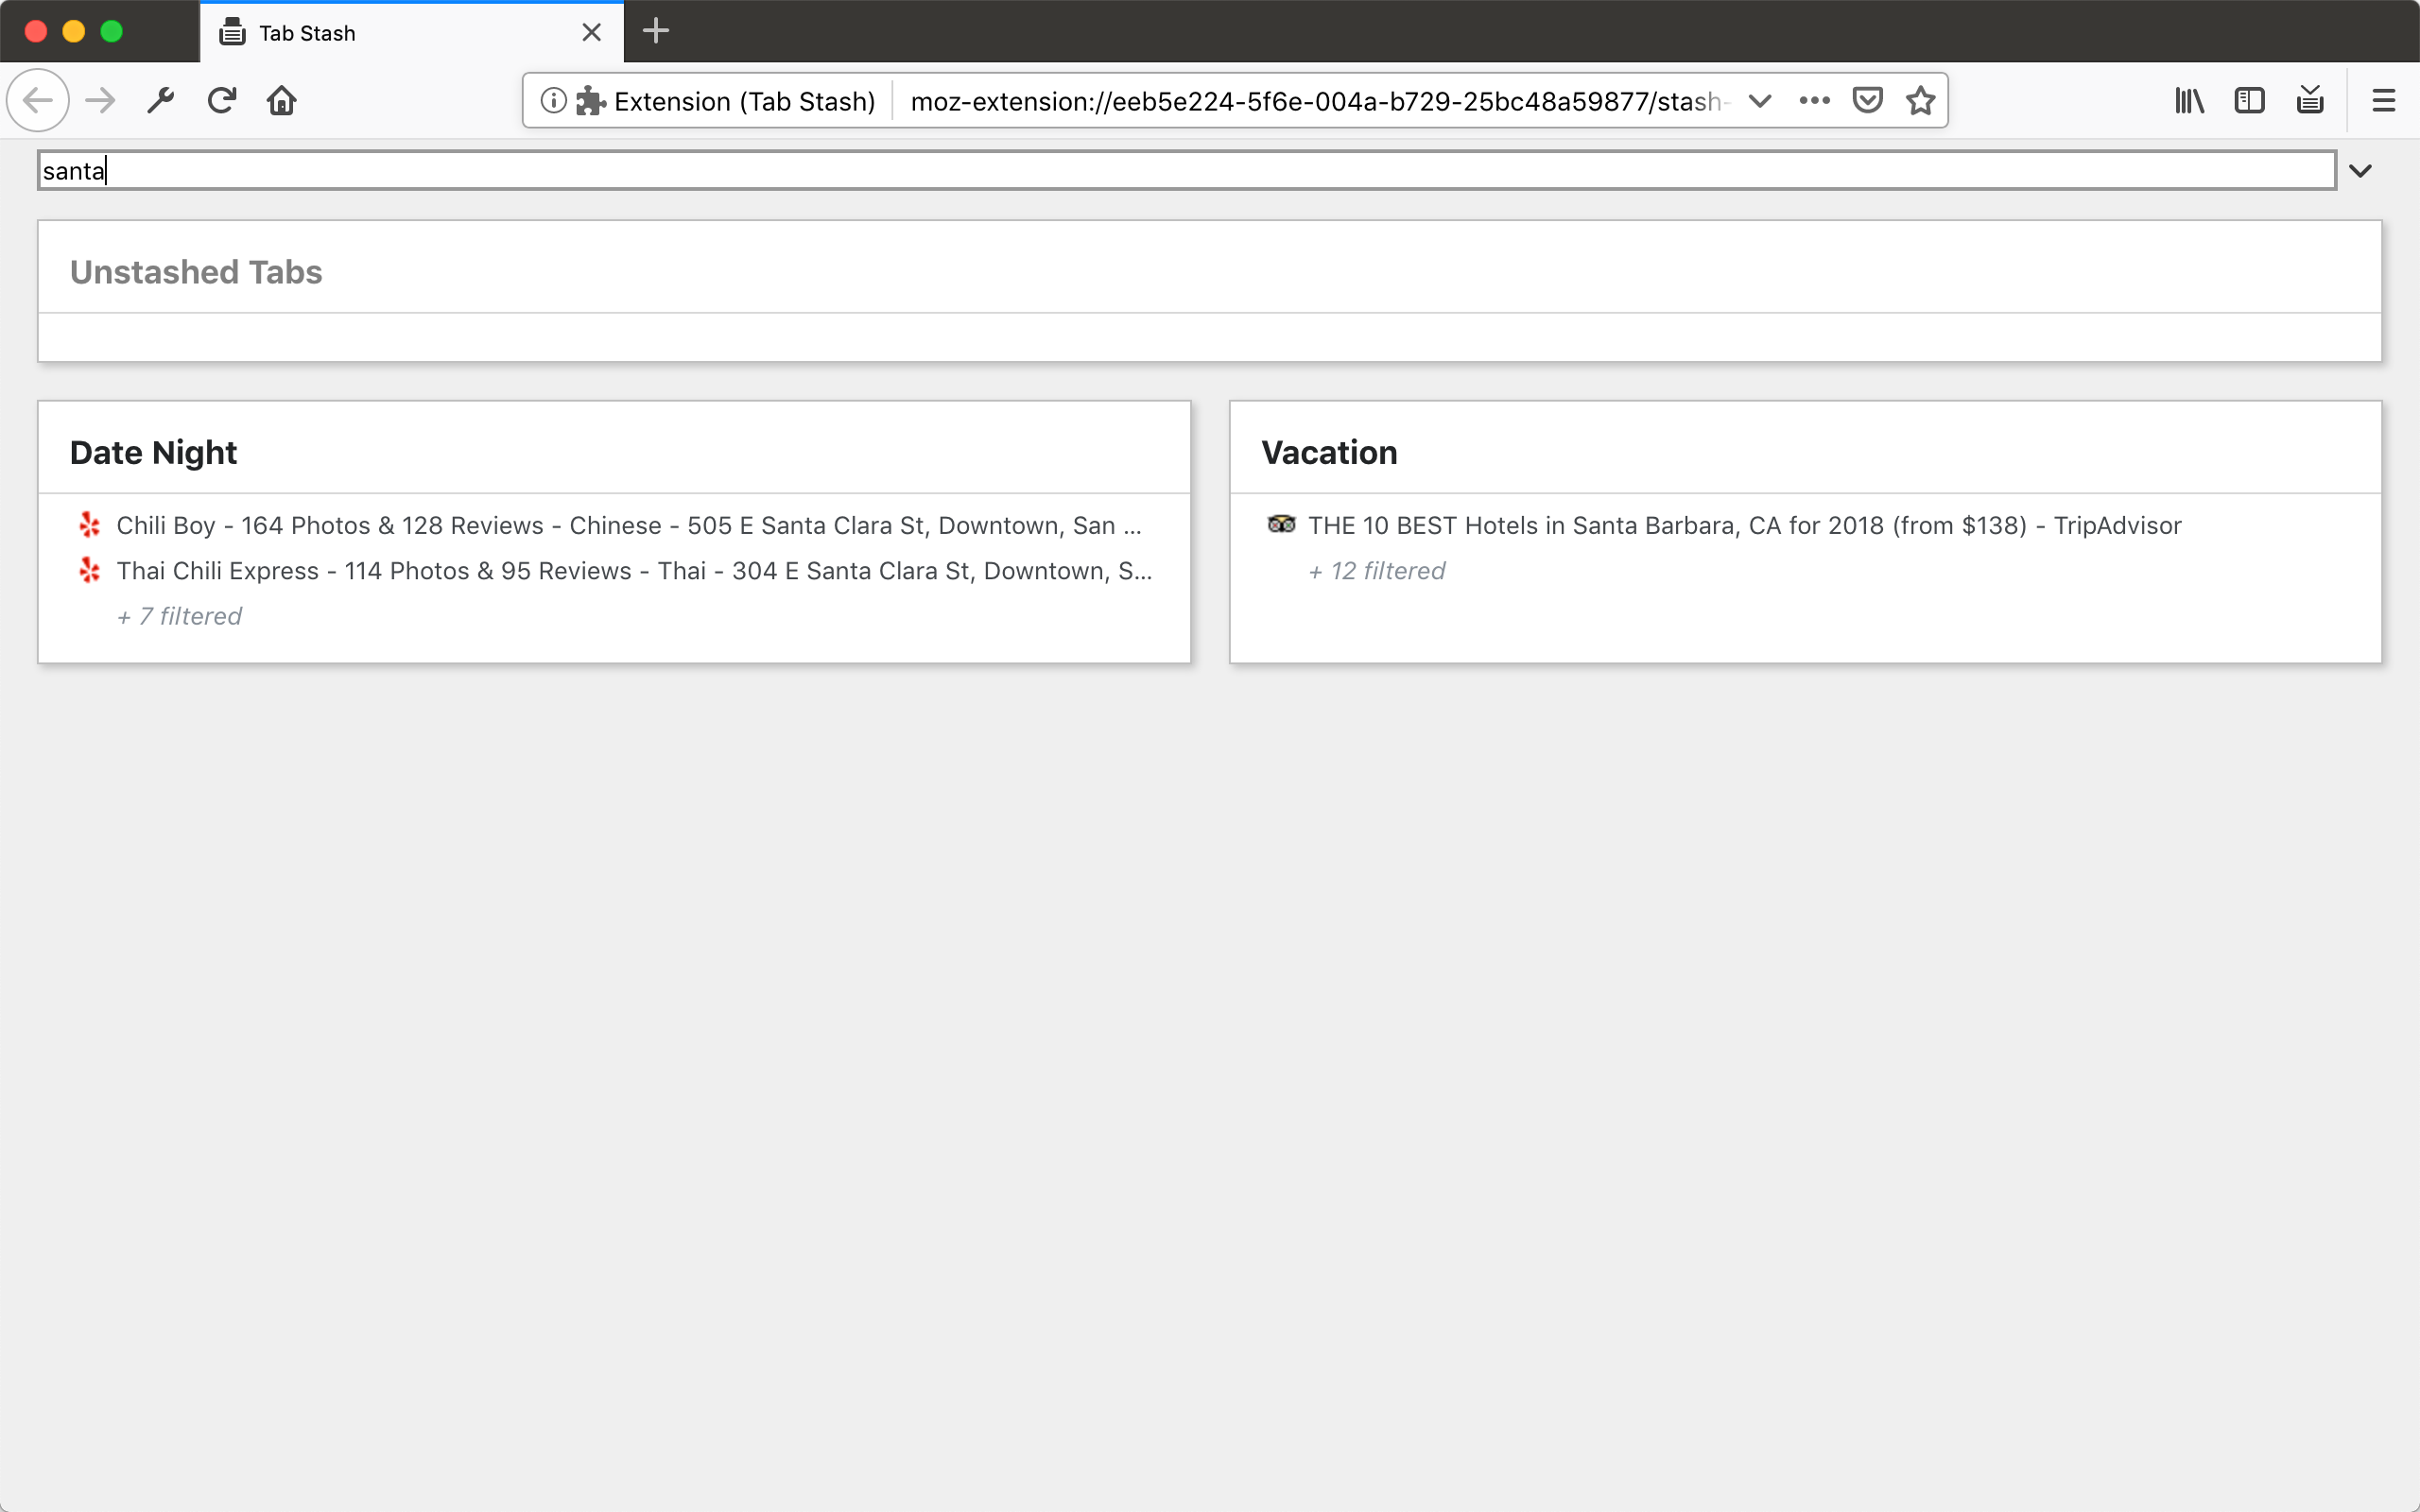 Tab Stash
Extension (Tab Stash) moz-extension://eeb5e224-5f6e-004a-b729-25bc48a59877/stash-
santa
Unstashed Tabs
Date Night
Chili Boy - 164 Photos & 128 Reviews - Chinese - 505 E Santa Clara St, Downtown, San ...
Thai Chili Express - 114 Photos & 95 Reviews - Thai - 304 E Santa Clara St, Downtown, S...
+ 7 filtered
Vacation
THE 10 BEST Hotels in Santa Barbara, CA for 2018 (from $138) - TripAdvisor
+ 12 filtered